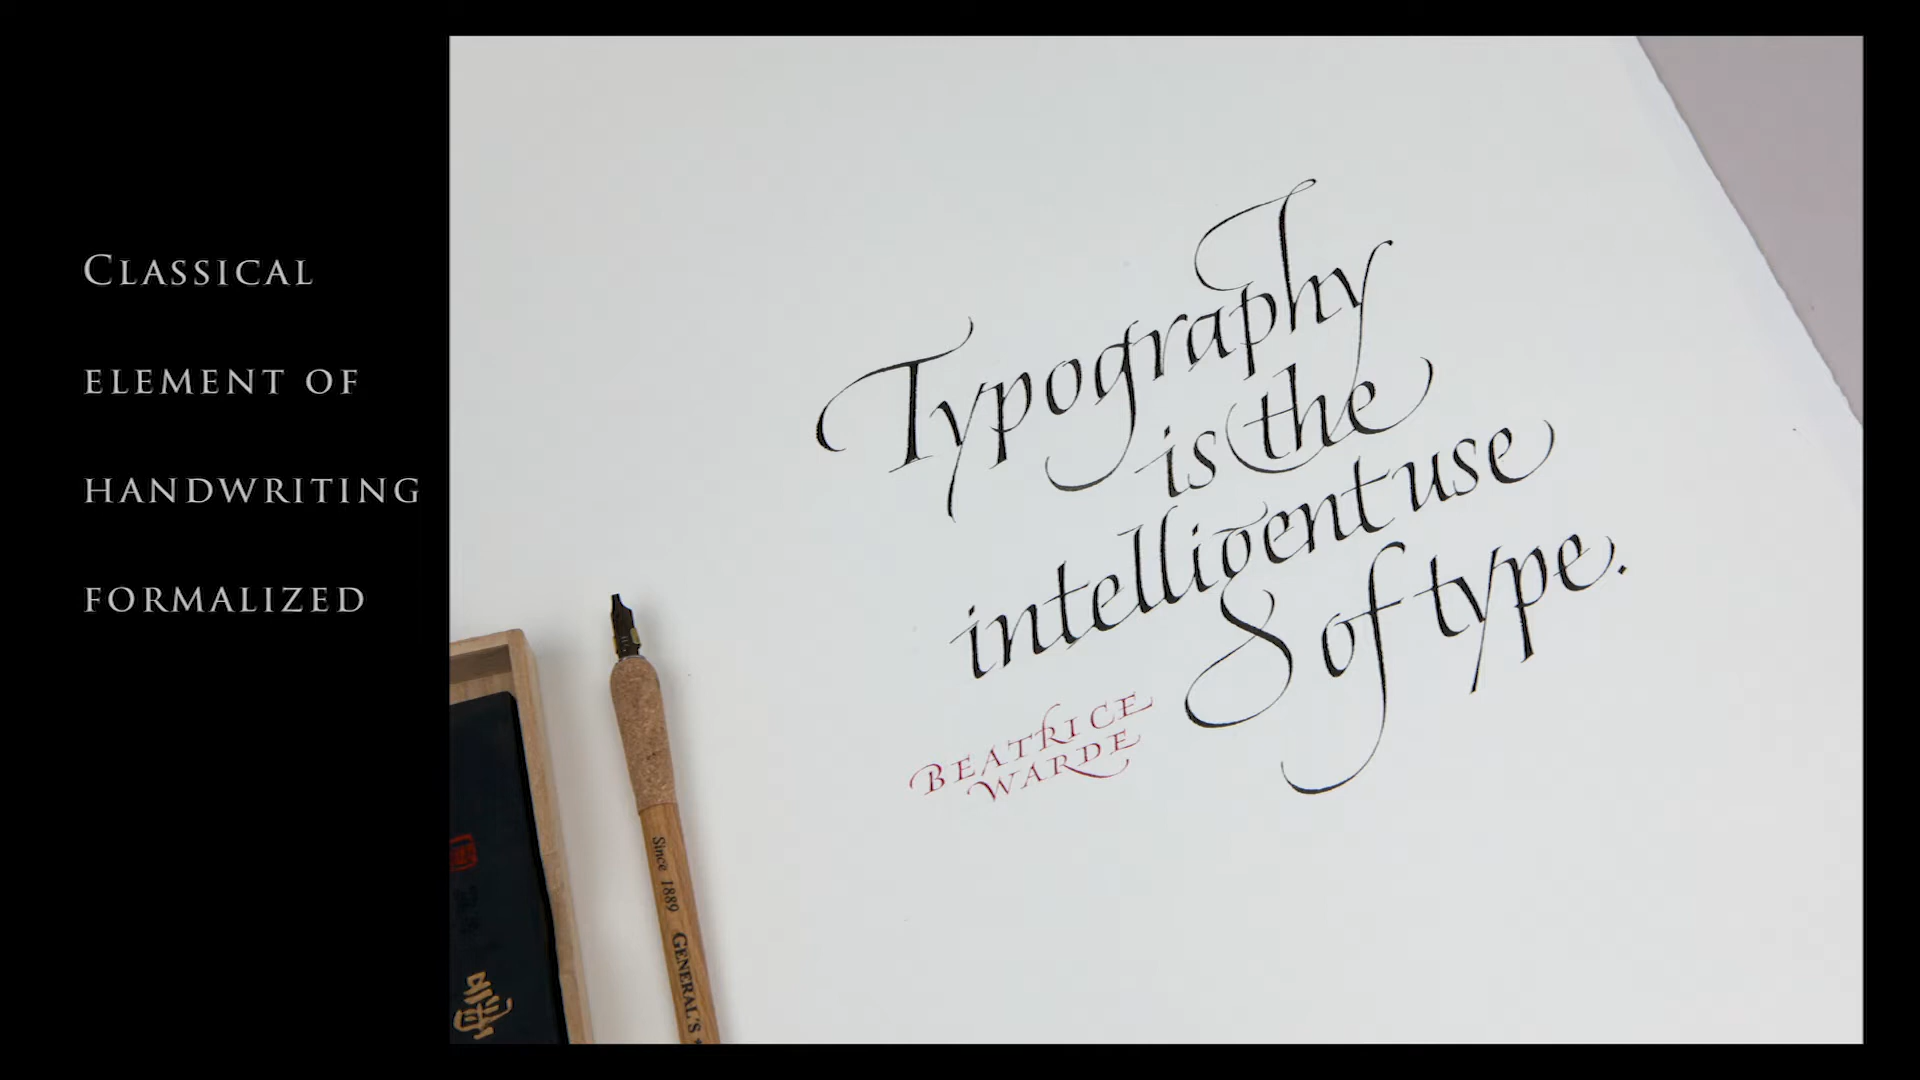 Classical
element of
handwriting
formalized
Typography
is the
intelligent use
of type.
Beatrice
Warde
Since 1889 General's